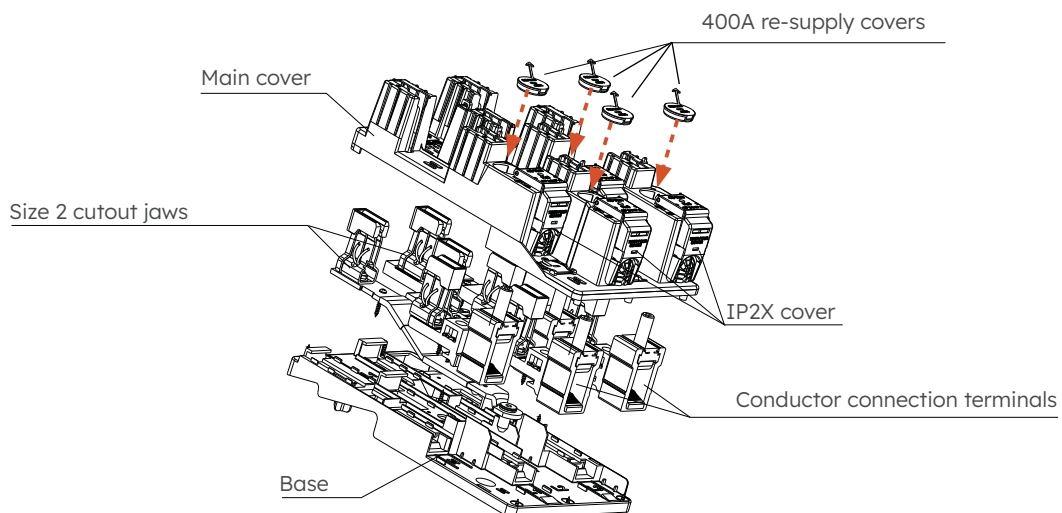 400A re-supply covers
Main cover
Size 2 cutout jaws
IP2X cover
Conductor connection terminals
Base